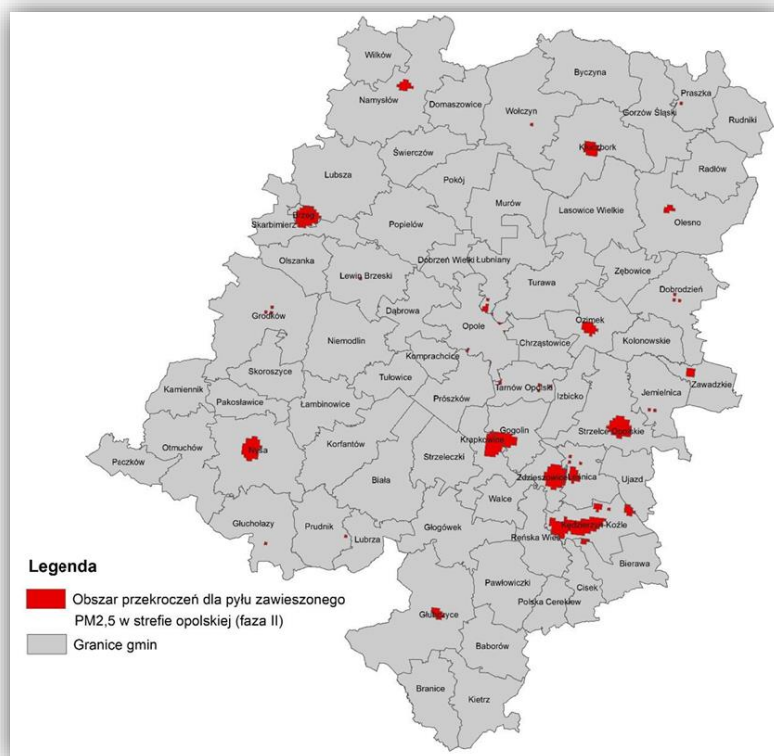 Wilków
Byczyna
Namysłów
Domaszowice
Wołczyn
Gorzów Śląski
Praszka
Rudniki
Kluczbork
Świerczów
Radłów
Lubsza
Pokój
Murów
Lasowice Wielkie
Olesno
Brzeg
Skarbimierz
Popielów
Olszanka
Lewin Brzeski
Dobrzeń Wielki
Łubniany
Turawa
Zębowice
Dobrodzień
Grodków
Dąbrowa
Opole
Ozimek
Niemodlin
Chrząstowice
Kolonowskie
Komprachcice
Skoroszyce
Tułowice
Tarnów Opolski
Izbicko
Jemielnica
Zawadzkie
Kamiennik
Pakosławice
Łambinowice
Prószków
Gogolin
Strzelce Opolskie
Krapkowice
Otmuchów
Nysa
Korfantów
Strzeleczki
Paczków
Biała
Zdzieszowice
Leśnica
Ujazd
Walce
Głuchołazy
Prudnik
Lubrza
Głogówek
Reńska Wieś
Kędzierzyn-Koźle
Bierawa
Pawłowiczki
Cisek
Polska Cerekiew
Głubczyce
Baborów
Branice
Kietrz
Legenda
Obszar przekroczeń dla pyłu zawieszonego
PM2,5 w strefie opolskiej (faza II)
Granice gmin